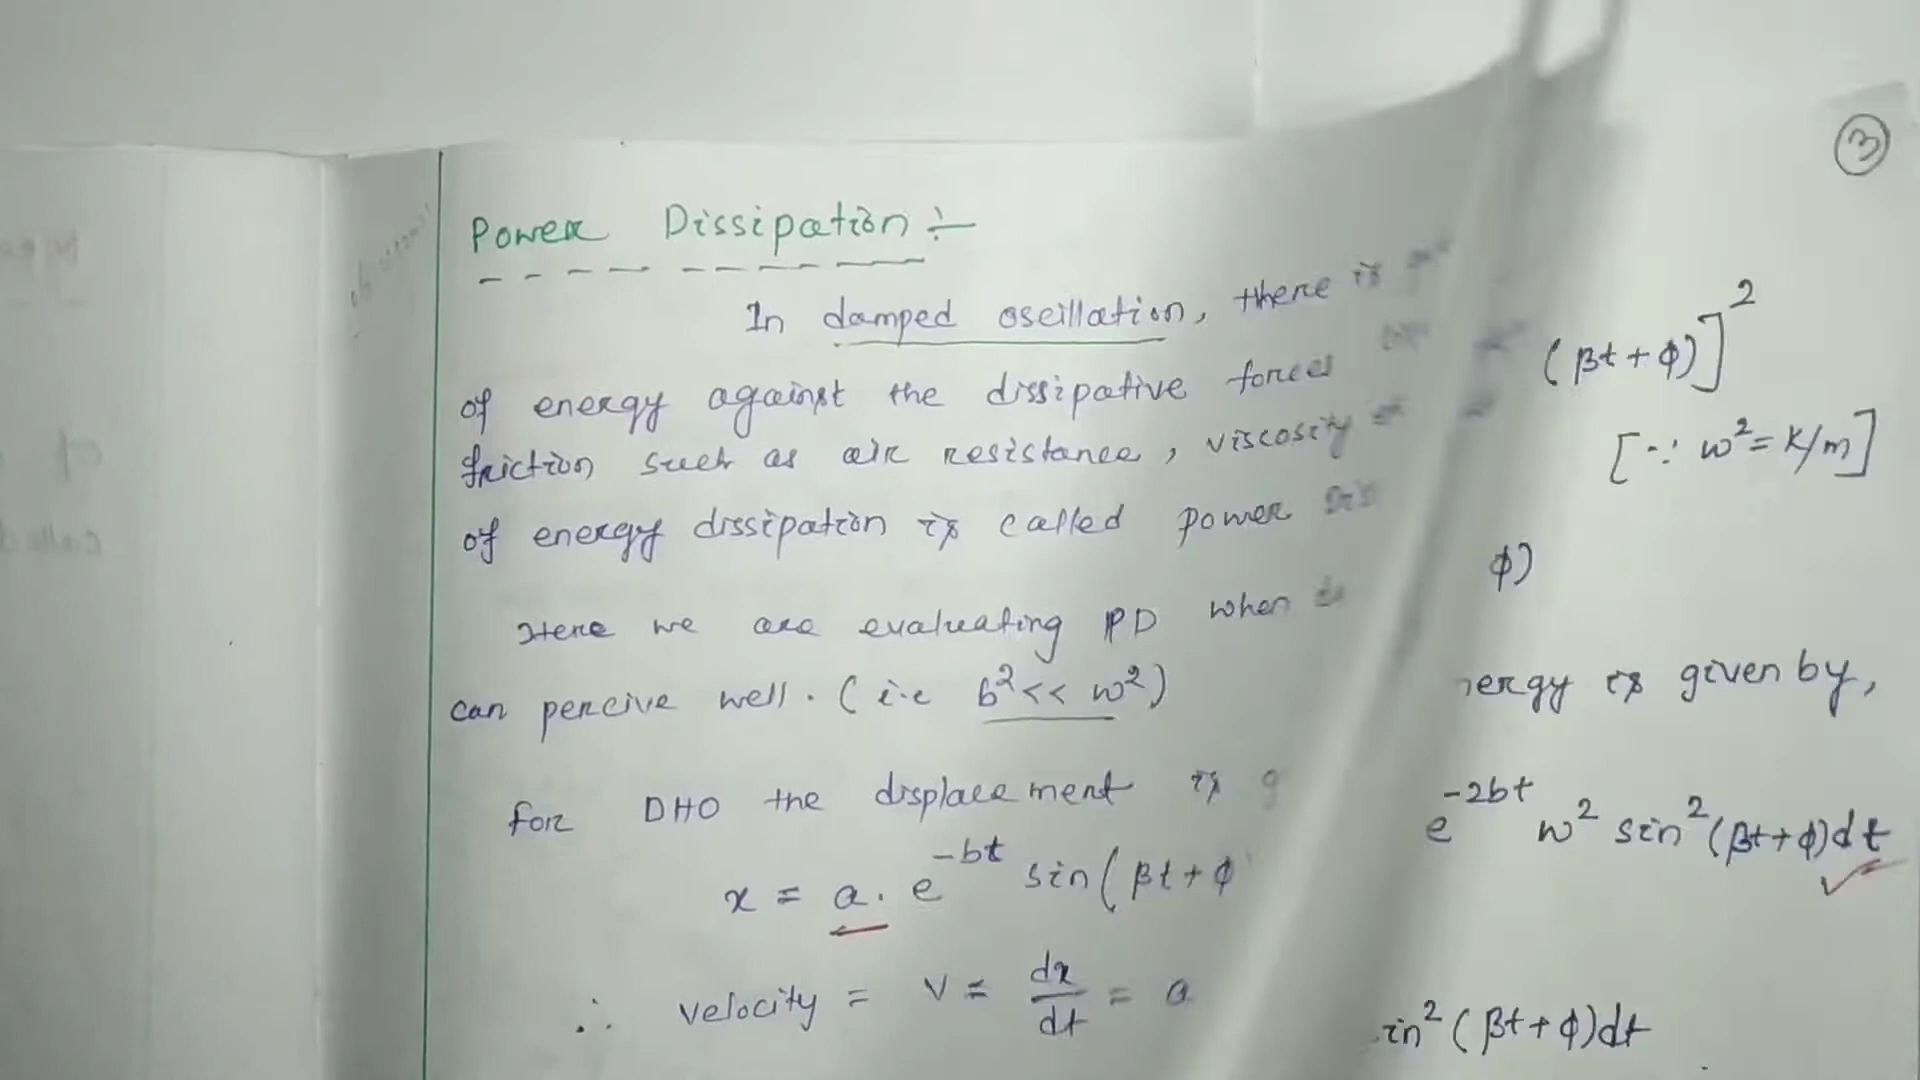 Power Dissipation :-
In damped oscillation, there is
of energy against the dissipative forces
friction such as air resistance, viscosity
of energy dissipation is called power
Here we are evaluating PD when
can percive well. (i.e b²<< w²)
for DHO the displacement is g
x = a. e^-bt sin(βt+φ
∴ velocity = v = dx/dt = a
③
(βt+φ)]²
[∵ w²=k/m]
φ)
ergy is given by,
e^-2bt w² sin²(βt+φ)dt
in²(βt+φ)dt